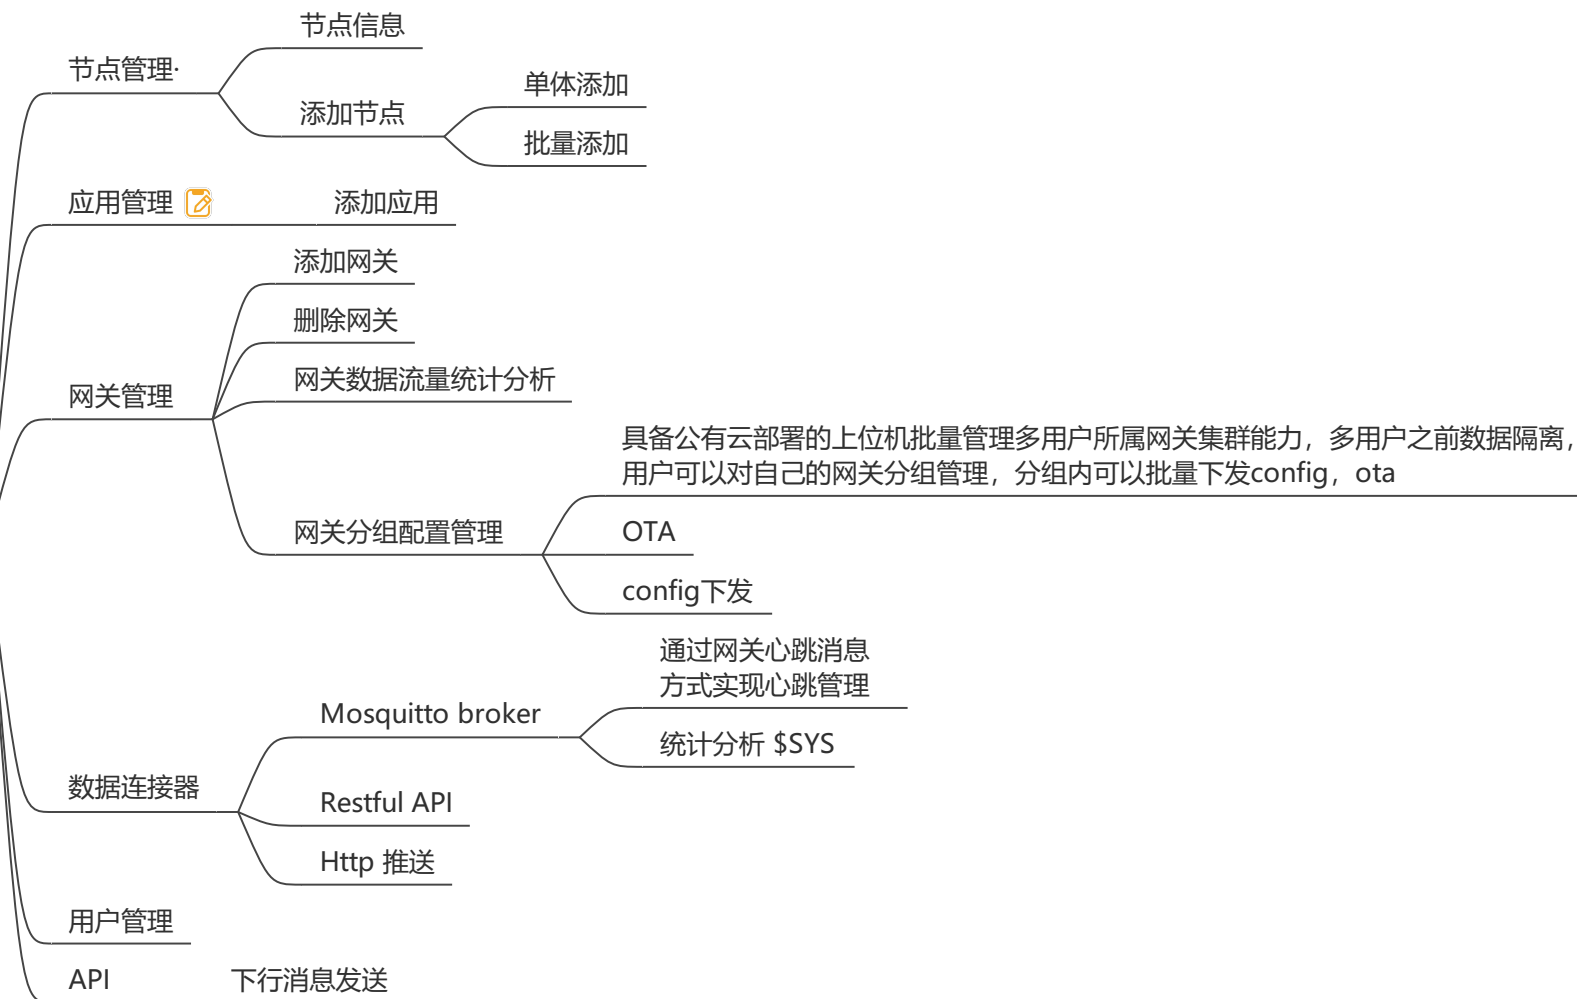 节点信息
节点管理·
单体添加
添加节点
批量添加
应用管理
添加应用
添加网关
删除网关
网关数据流量统计分析
网关管理
具备公有云部署的上位机批量管理多用户所属网关集群能力，多用户之前数据隔离，
用户可以对自己的网关分组管理，分组内可以批量下发config，ota
网关分组配置管理
OTA
config下发
通过网关心跳消息
方式实现心跳管理
Mosquitto broker
统计分析 $SYS
数据连接器
Restful API
Http 推送
用户管理
API
下行消息发送